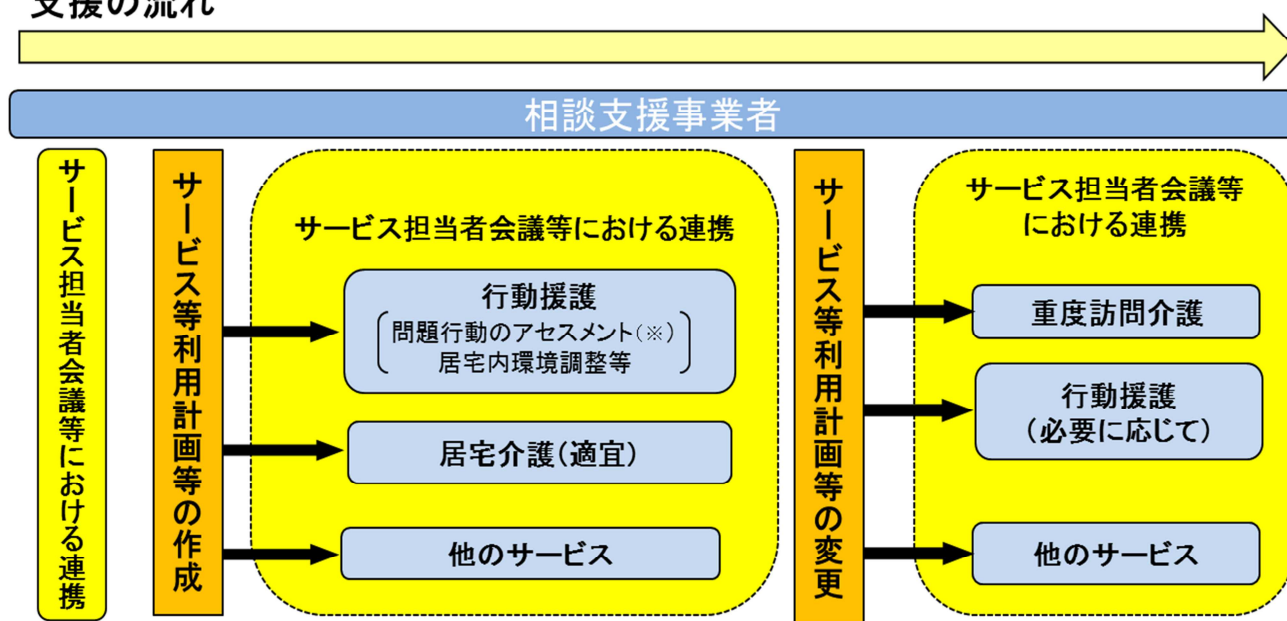 支援の流れ
相談支援事業者
サービス担当者会議等における連携
サービス等利用計画等の作成
サービス担当者会議等における連携
行動援護
問題行動のアセスメント(※)
居宅内環境調整等
居宅介護(適宜)
他のサービス
サービス等利用計画等の変更
サービス担当者会議等
における連携
重度訪問介護
行動援護
(必要に応じて)
他のサービス